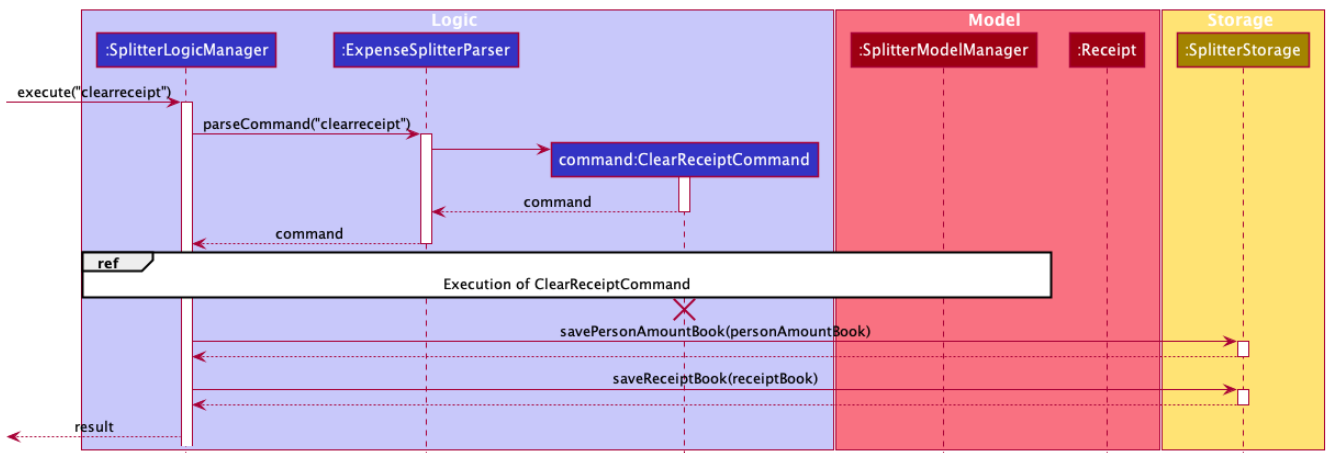 Logic
Model
Storage
:SplitterLogicManager
:ExpenseSplitterParser
:SplitterModelManager
:Receipt
:SplitterStorage
execute("clearreceipt")
parseCommand("clearreceipt")
command:ClearReceiptCommand
command
command
ref
Execution of ClearReceiptCommand
savePersonAmountBook(personAmountBook)
saveReceiptBook(receiptBook)
result